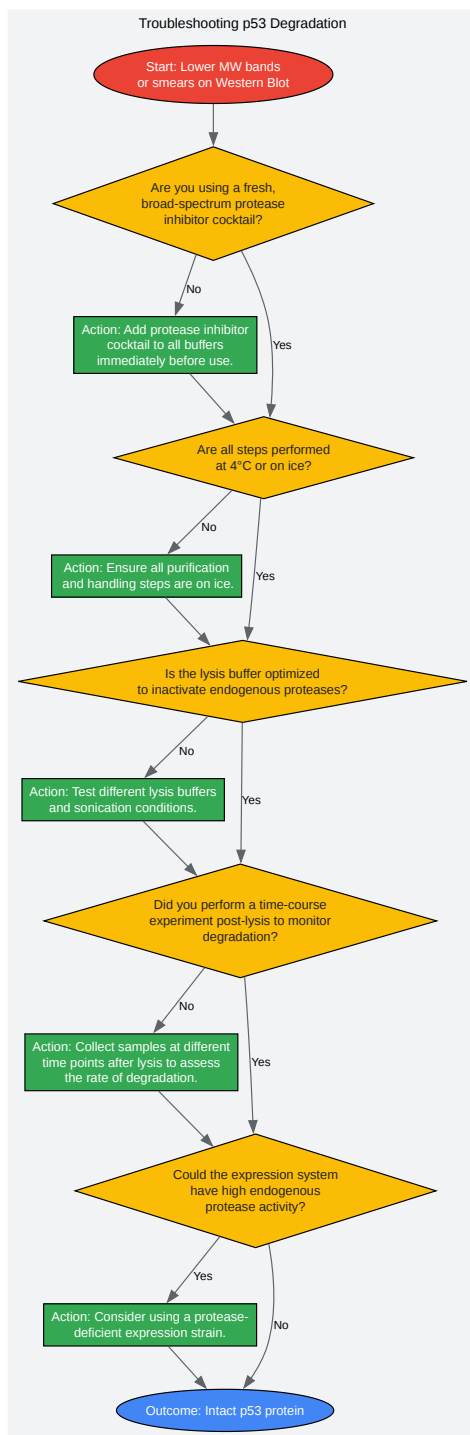 Troubleshooting p53 Degradation
Start: Lower MW bands
or smears on Western Blot
Are you using a fresh,
broad-spectrum protease
inhibitor cocktail?
No
Yes
Action: Add protease inhibitor
cocktail to all buffers
immediately before use.
Are all steps performed
at 4°C or on ice?
No
Yes
Action: Ensure all purification
and handling steps are on ice.
Is the lysis buffer optimized
to inactivate endogenous proteases?
No
Yes
Action: Test different lysis buffers
and sonication conditions.
Did you perform a time-course
experiment post-lysis to monitor
degradation?
No
Yes
Action: Collect samples at different
time points after lysis to assess
the rate of degradation.
Could the expression system
have high endogenous
protease activity?
Yes
No
Action: Consider using a protease-
deficient expression strain.
Outcome: Intact p53 protein